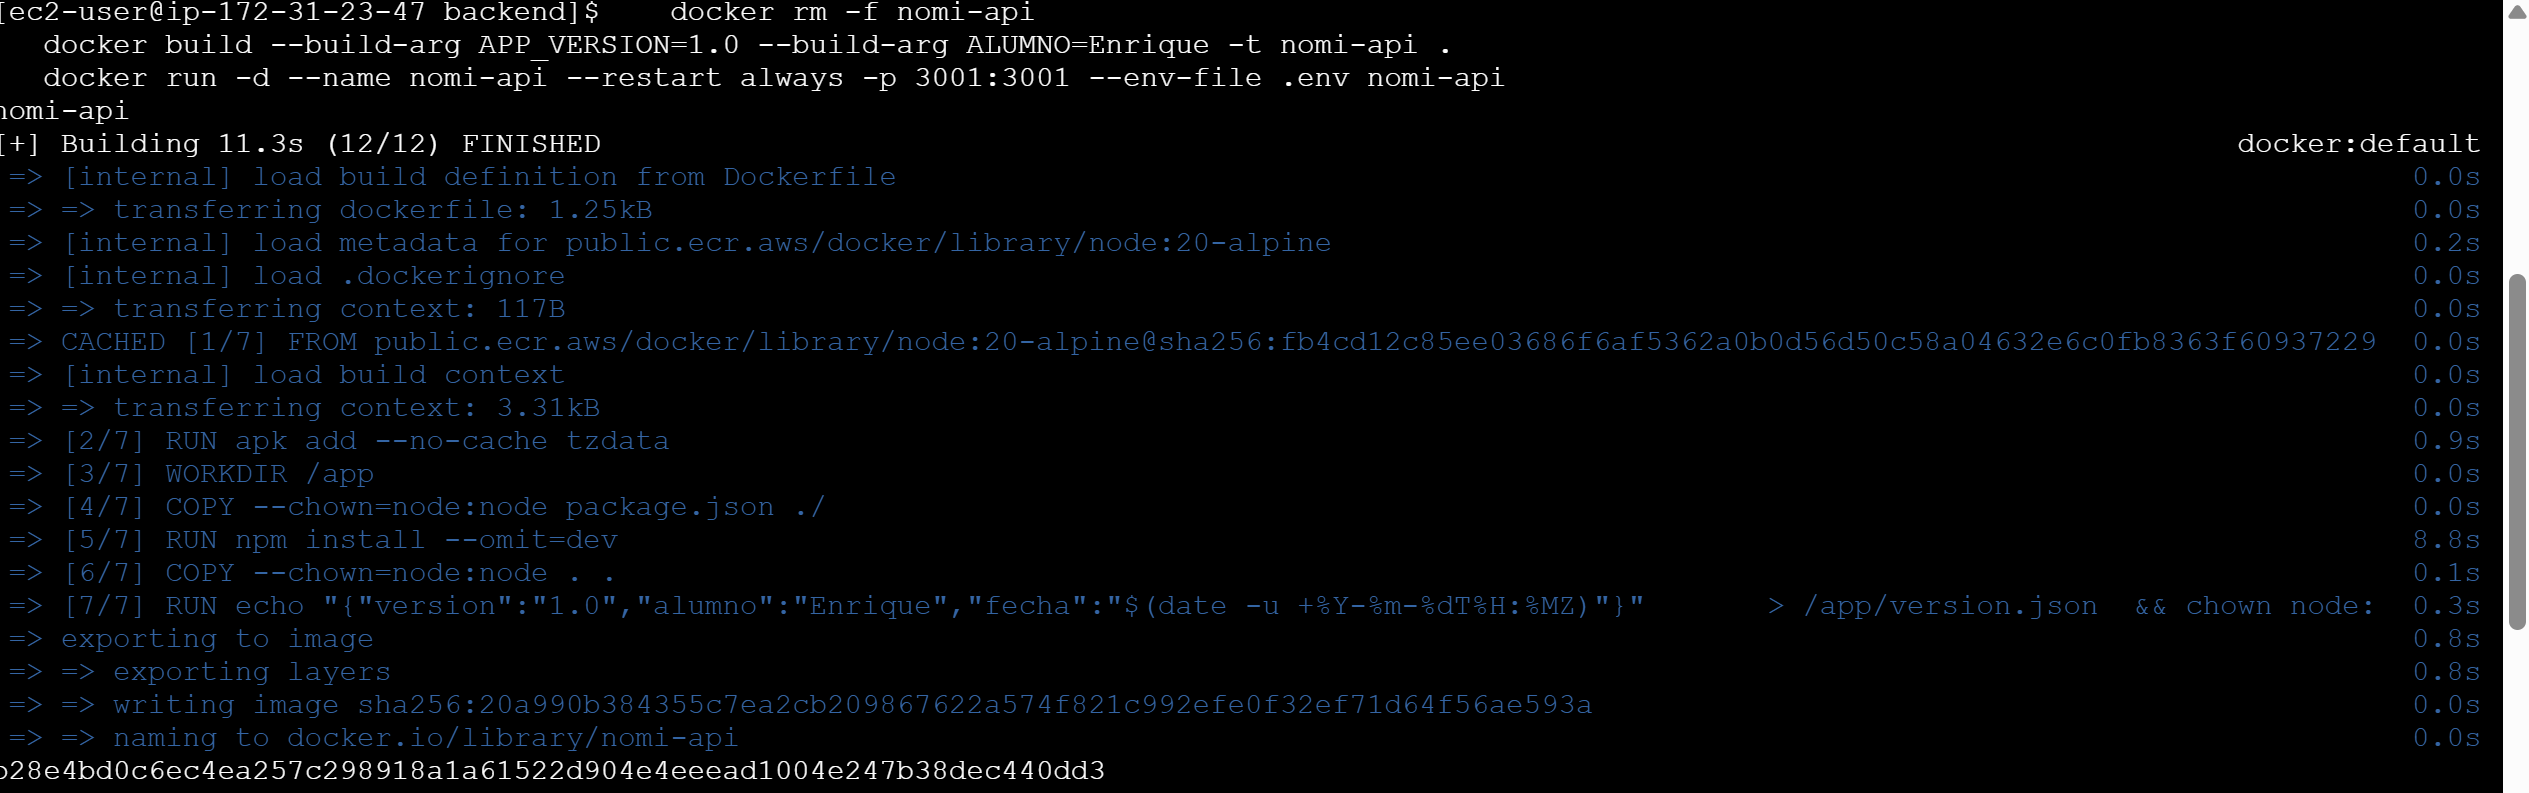 [ec2-user@ip-172-31-23-47 backend]$    docker rm -f nomi-api
   docker build --build-arg APP_VERSION=1.0 --build-arg ALUMNO=Enrique -t nomi-api .
   docker run -d --name nomi-api --restart always -p 3001:3001 --env-file .env nomi-api
nomi-api
[+] Building 11.3s (12/12) FINISHED docker:default
=> [internal] load build definition from Dockerfile 0.0s
=> => transferring dockerfile: 1.25kB 0.0s
=> [internal] load metadata for public.ecr.aws/docker/library/node:20-alpine 0.2s
=> [internal] load .dockerignore 0.0s
=> => transferring context: 117B 0.0s
=> CACHED [1/7] FROM public.ecr.aws/docker/library/node:20-alpine@sha256:fb4cd12c85ee03686f6af5362a0b0d56d50c58a04632e6c0fb8363f60937229 0.0s
=> [internal] load build context 0.0s
=> => transferring context: 3.31kB 0.0s
=> [2/7] RUN apk add --no-cache tzdata 0.9s
=> [3/7] WORKDIR /app 0.0s
=> [4/7] COPY --chown=node:node package.json ./ 0.0s
=> [5/7] RUN npm install --omit=dev 8.8s
=> [6/7] COPY --chown=node:node . . 0.1s
=> [7/7] RUN echo "{"version":"1.0","alumno":"Enrique","fecha":"$(date -u +%Y-%m-%dT%H:%MZ)"}"       > /app/version.json  && chown node: 0.3s
=> exporting to image 0.8s
=> => exporting layers 0.8s
=> => writing image sha256:20a990b384355c7ea2cb209867622a574f821c992efe0f32ef71d64f56ae593a 0.0s
=> => naming to docker.io/library/nomi-api 0.0s
b28e4bd0c6ec4ea257c298918a1a61522d904e4eeead1004e247b38dec440dd3